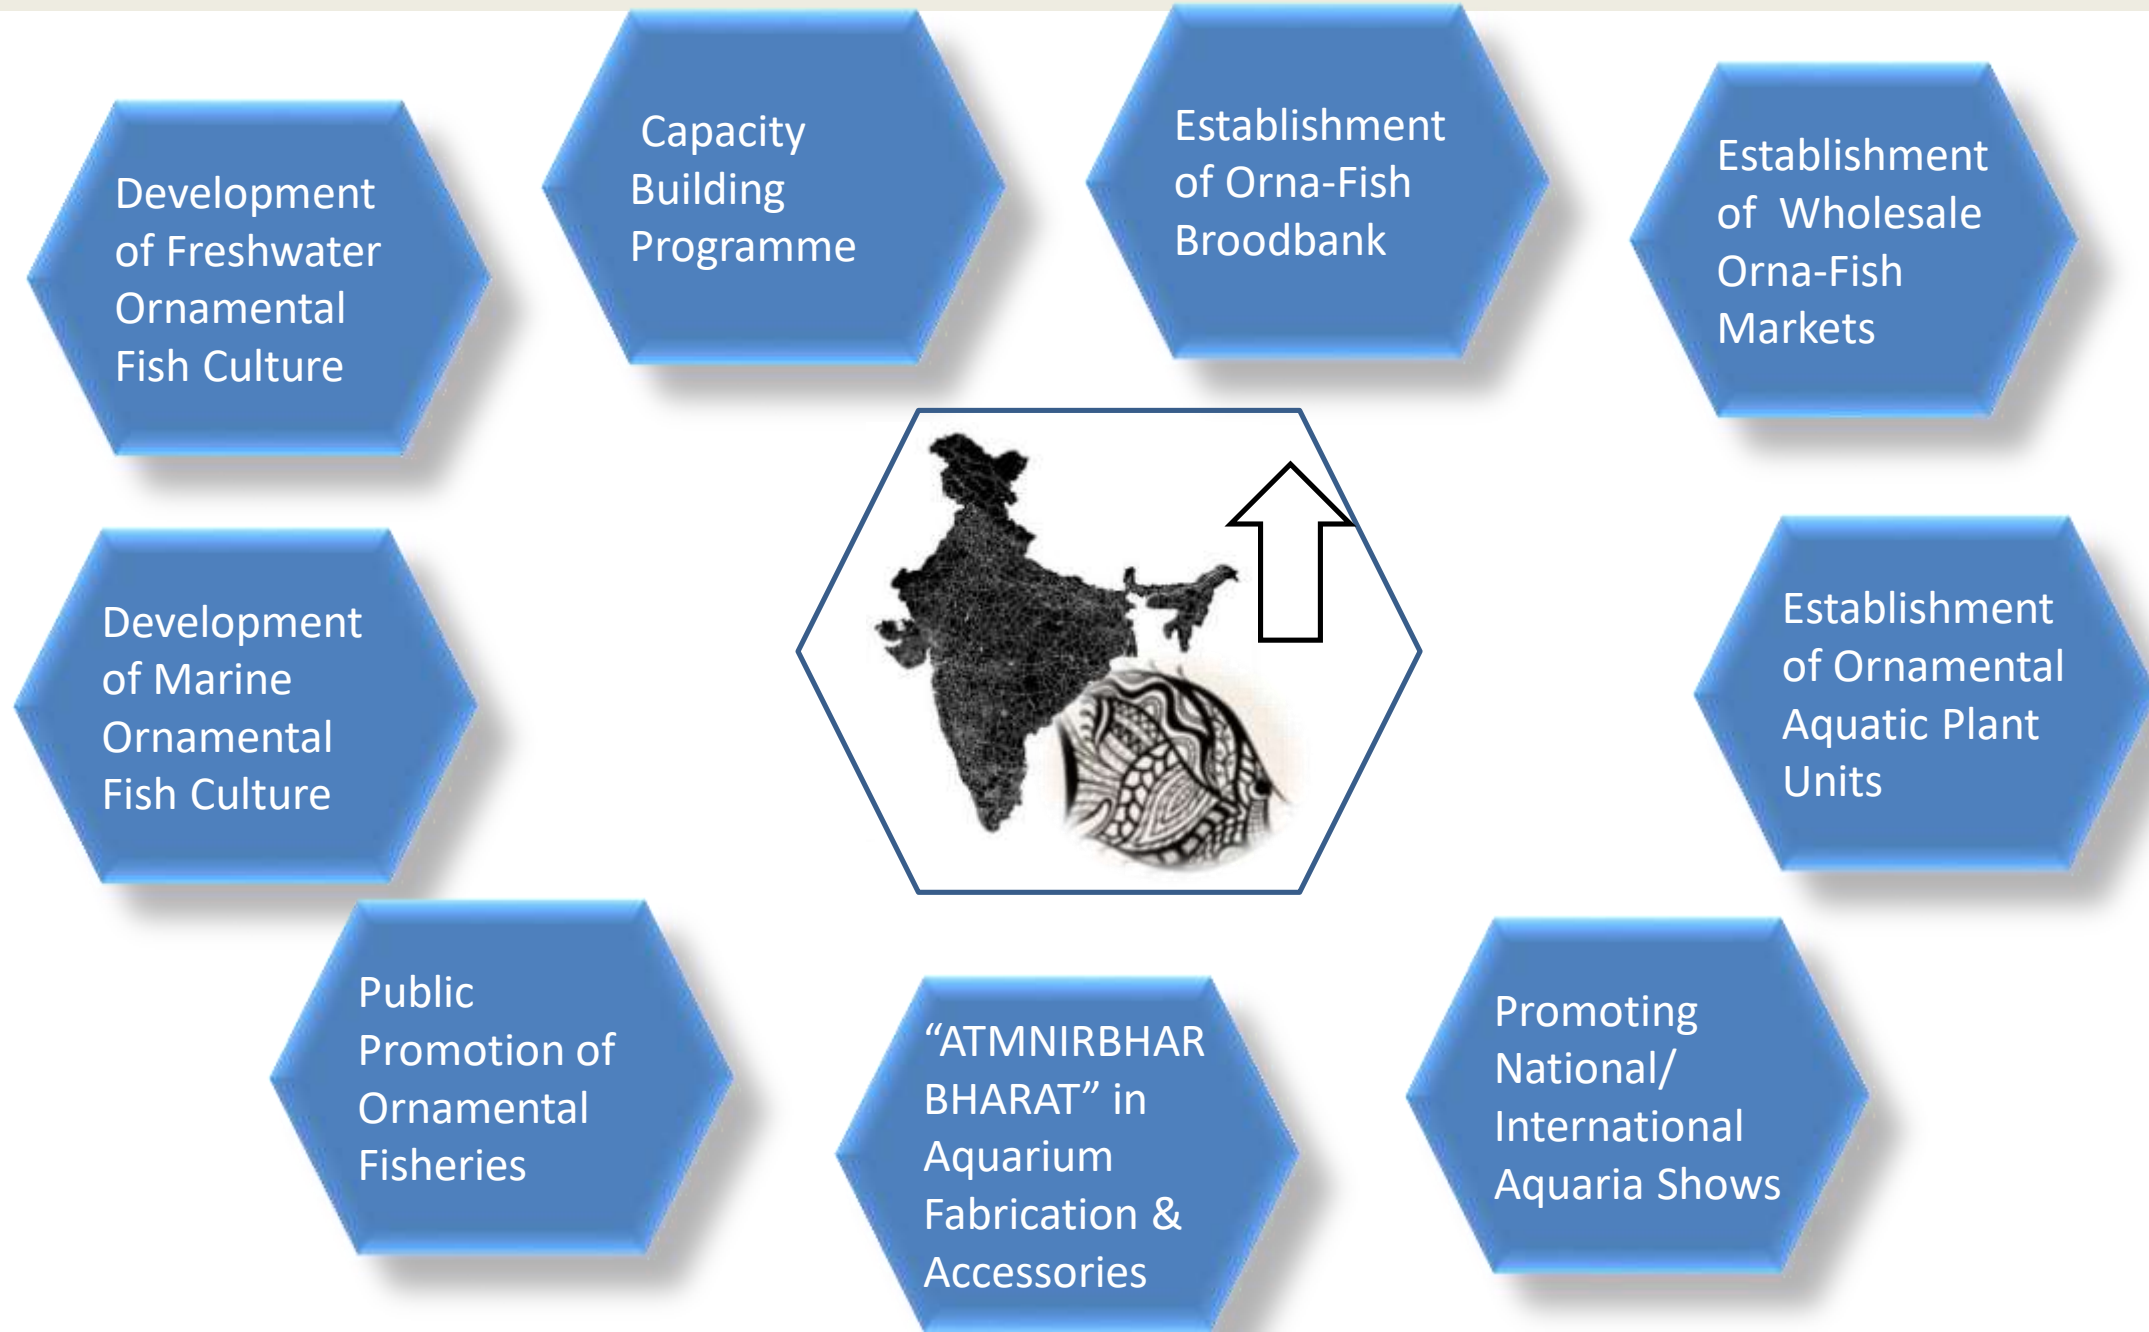 Development
of Freshwater
Ornamental
Fish Culture
Capacity
Building
Programme
Establishment
of Orna-Fish
Broodbank
Establishment
of  Wholesale
Orna-Fish
Markets
Development
of Marine
Ornamental
Fish Culture
Establishment
of Ornamental
Aquatic Plant
Units
Public
Promotion of
Ornamental
Fisheries
“ATMNIRBHAR
BHARAT” in
Aquarium
Fabrication &
Accessories
Promoting
National/
International
Aquaria Shows